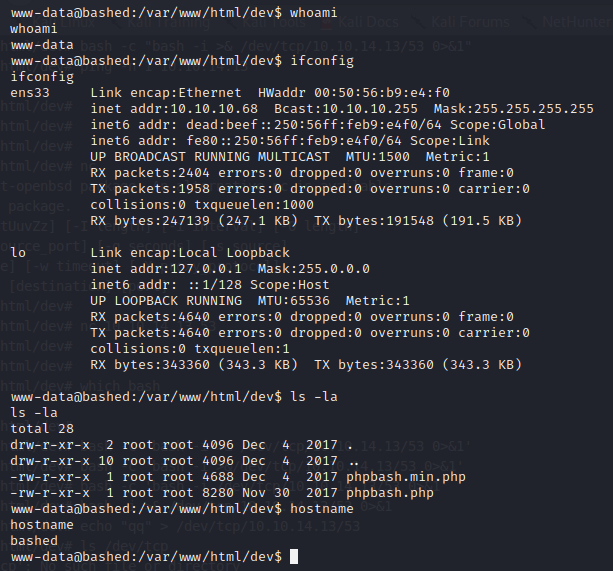 www-data@bashed:/var/www/html/dev$ whoami
whoami
www-data
www-data@bashed:/var/www/html/dev$ ifconfig
ifconfig
ens33     Link encap:Ethernet  HWaddr 00:50:56:b9:e4:f0
          inet addr:10.10.10.68  Bcast:10.10.10.255  Mask:255.255.255.255
          inet6 addr: dead:beef::250:56ff:feb9:e4f0/64 Scope:Global
          inet6 addr: fe80::250:56ff:feb9:e4f0/64 Scope:Link
          UP BROADCAST RUNNING MULTICAST  MTU:1500  Metric:1
          RX packets:2404 errors:0 dropped:0 overruns:0 frame:0
          TX packets:1958 errors:0 dropped:0 overruns:0 carrier:0
          collisions:0 txqueuelen:1000
          RX bytes:247139 (247.1 KB)  TX bytes:191548 (191.5 KB)

lo        Link encap:Local Loopback
          inet addr:127.0.0.1  Mask:255.0.0.0
          inet6 addr: ::1/128 Scope:Host
          UP LOOPBACK RUNNING  MTU:65536  Metric:1
          RX packets:4640 errors:0 dropped:0 overruns:0 frame:0
          TX packets:4640 errors:0 dropped:0 overruns:0 carrier:0
          collisions:0 txqueuelen:1
          RX bytes:343360 (343.3 KB)  TX bytes:343360 (343.3 KB)

www-data@bashed:/var/www/html/dev$ ls -la
ls -la
total 28
drw-r-xr-x  2 root root 4096 Dec  4  2017 .
drw-r-xr-x 10 root root 4096 Dec  4  2017 ..
-rw-r-xr-x  1 root root 4688 Dec  4  2017 phpbash.min.php
-rw-r-xr-x  1 root root 8280 Nov 30  2017 phpbash.php
www-data@bashed:/var/www/html/dev$ hostname
hostname
bashed
www-data@bashed:/var/www/html/dev$